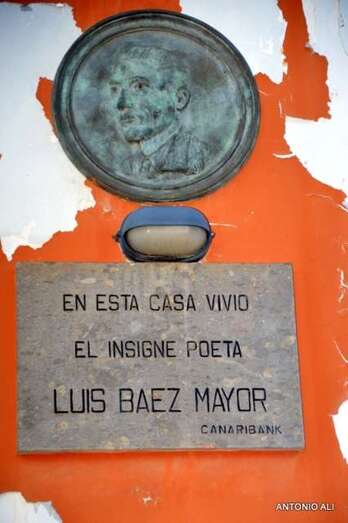 EN ESTA CASA VIVIO
EL INSIGNE POETA
LUIS BAEZ MAYOR
CANARIBANK
ANTONIO ALI